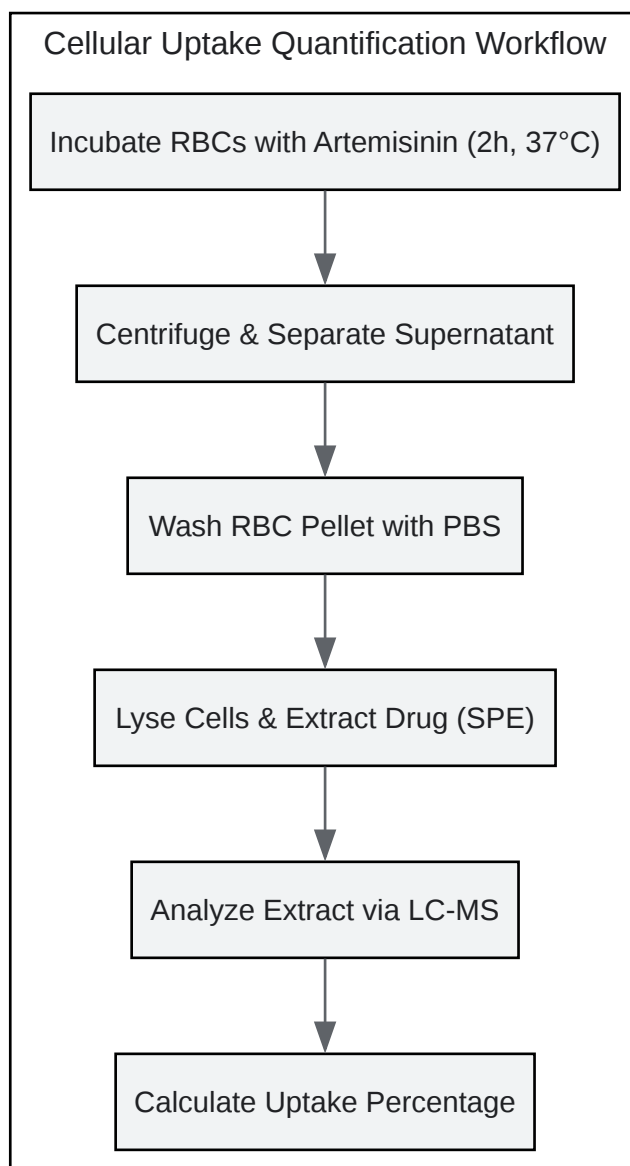 Cellular Uptake Quantification Workflow
Incubate RBCs with Artemisinin (2h, 37°C)
Centrifuge & Separate Supernatant
Wash RBC Pellet with PBS
Lyse Cells & Extract Drug (SPE)
Analyze Extract via LC-MS
Calculate Uptake Percentage